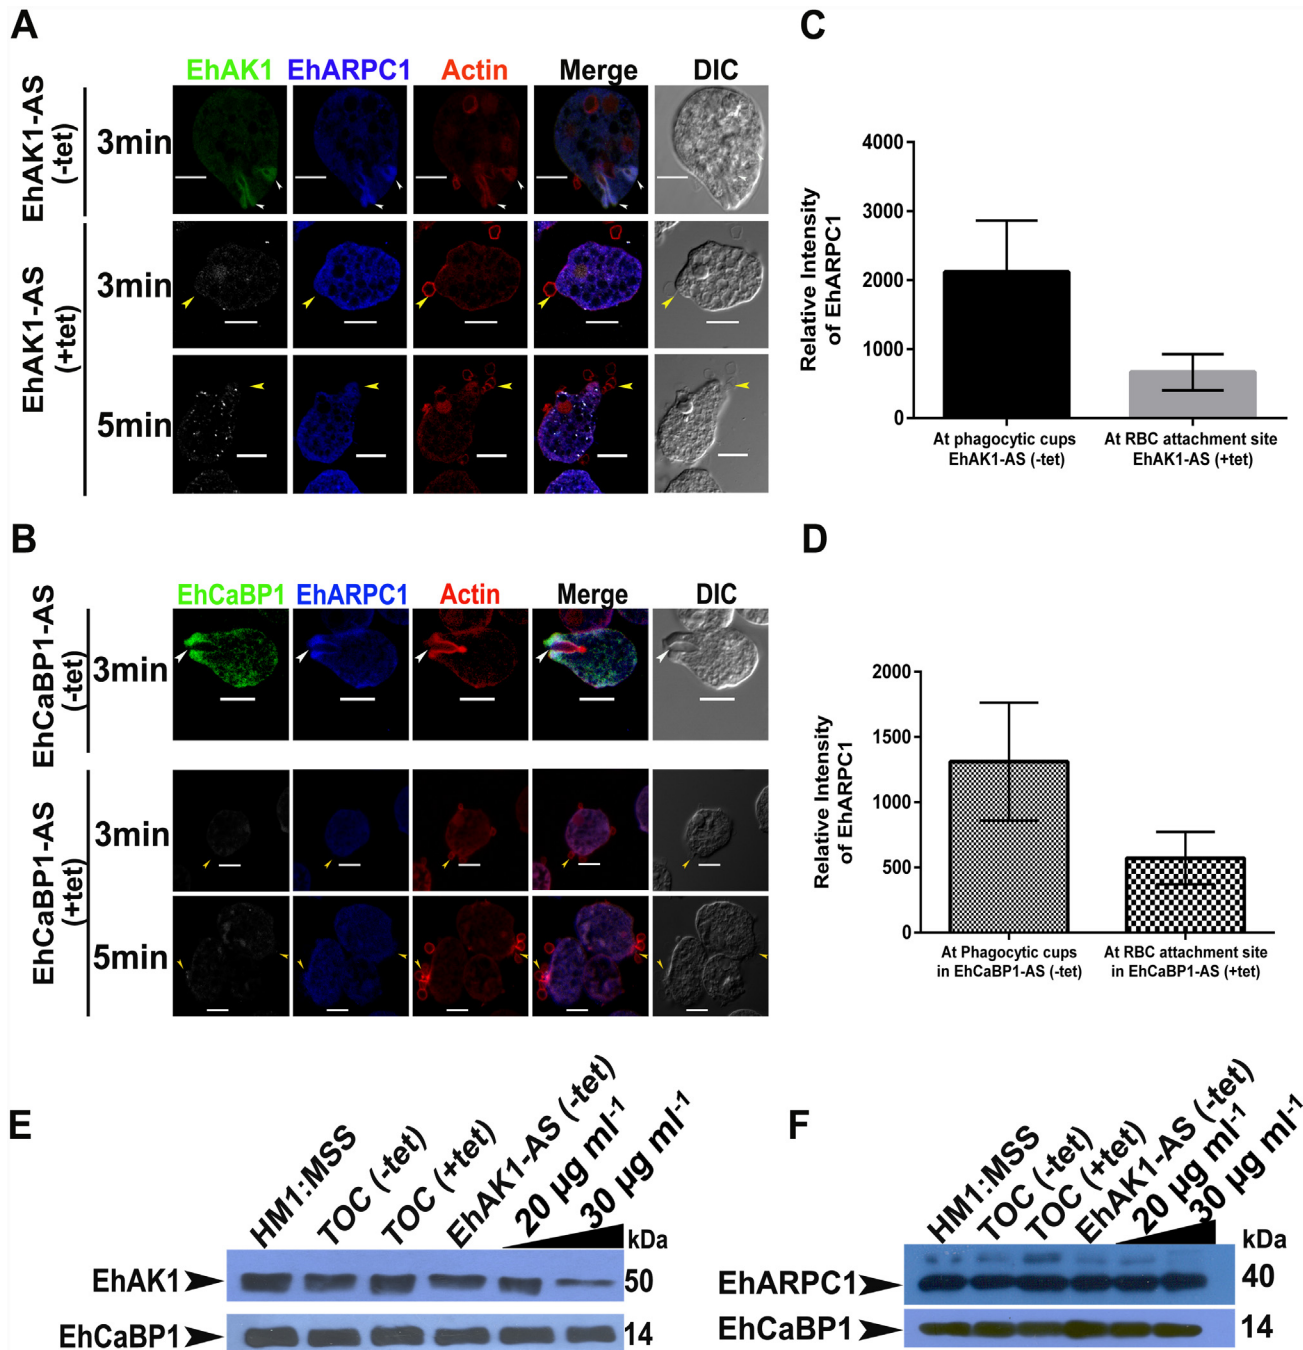 A
EhAK1 EhARPC1 Actin Merge DIC
EhAK1-AS
(-tet)
3min
EhAK1-AS
(+tet)
3min
5min
C
Relative Intensity
of EhARPC1
4000
3000
2000
1000
0
At phagocytic cups
EhAK1-AS (-tet)
At RBC attachment site
EhAK1-AS (+tet)
B
EhCaBP1 EhARPC1 Actin Merge DIC
EhCaBP1-AS
(-tet)
3min
EhCaBP1-AS
(+tet)
3min
5min
D
Relative Intensity
of EhARPC1
2000
1500
1000
500
0
At Phagocytic cups
in EhCaBP1-AS (-tet)
At RBC attachment site
in EhCaBP1-AS (+tet)
E
HM1:MSS
TOC (-tet)
TOC (+tet)
EhAK1-AS (-tet)
20 µg ml-1
30 µg ml-1
kDa
EhAK1 50
EhCaBP1 14
F
HM1:MSS
TOC (-tet)
TOC (+tet)
EhAK1-AS (-tet)
20 µg ml-1
30 µg ml-1
kDa
EhARPC1 40
EhCaBP1 14